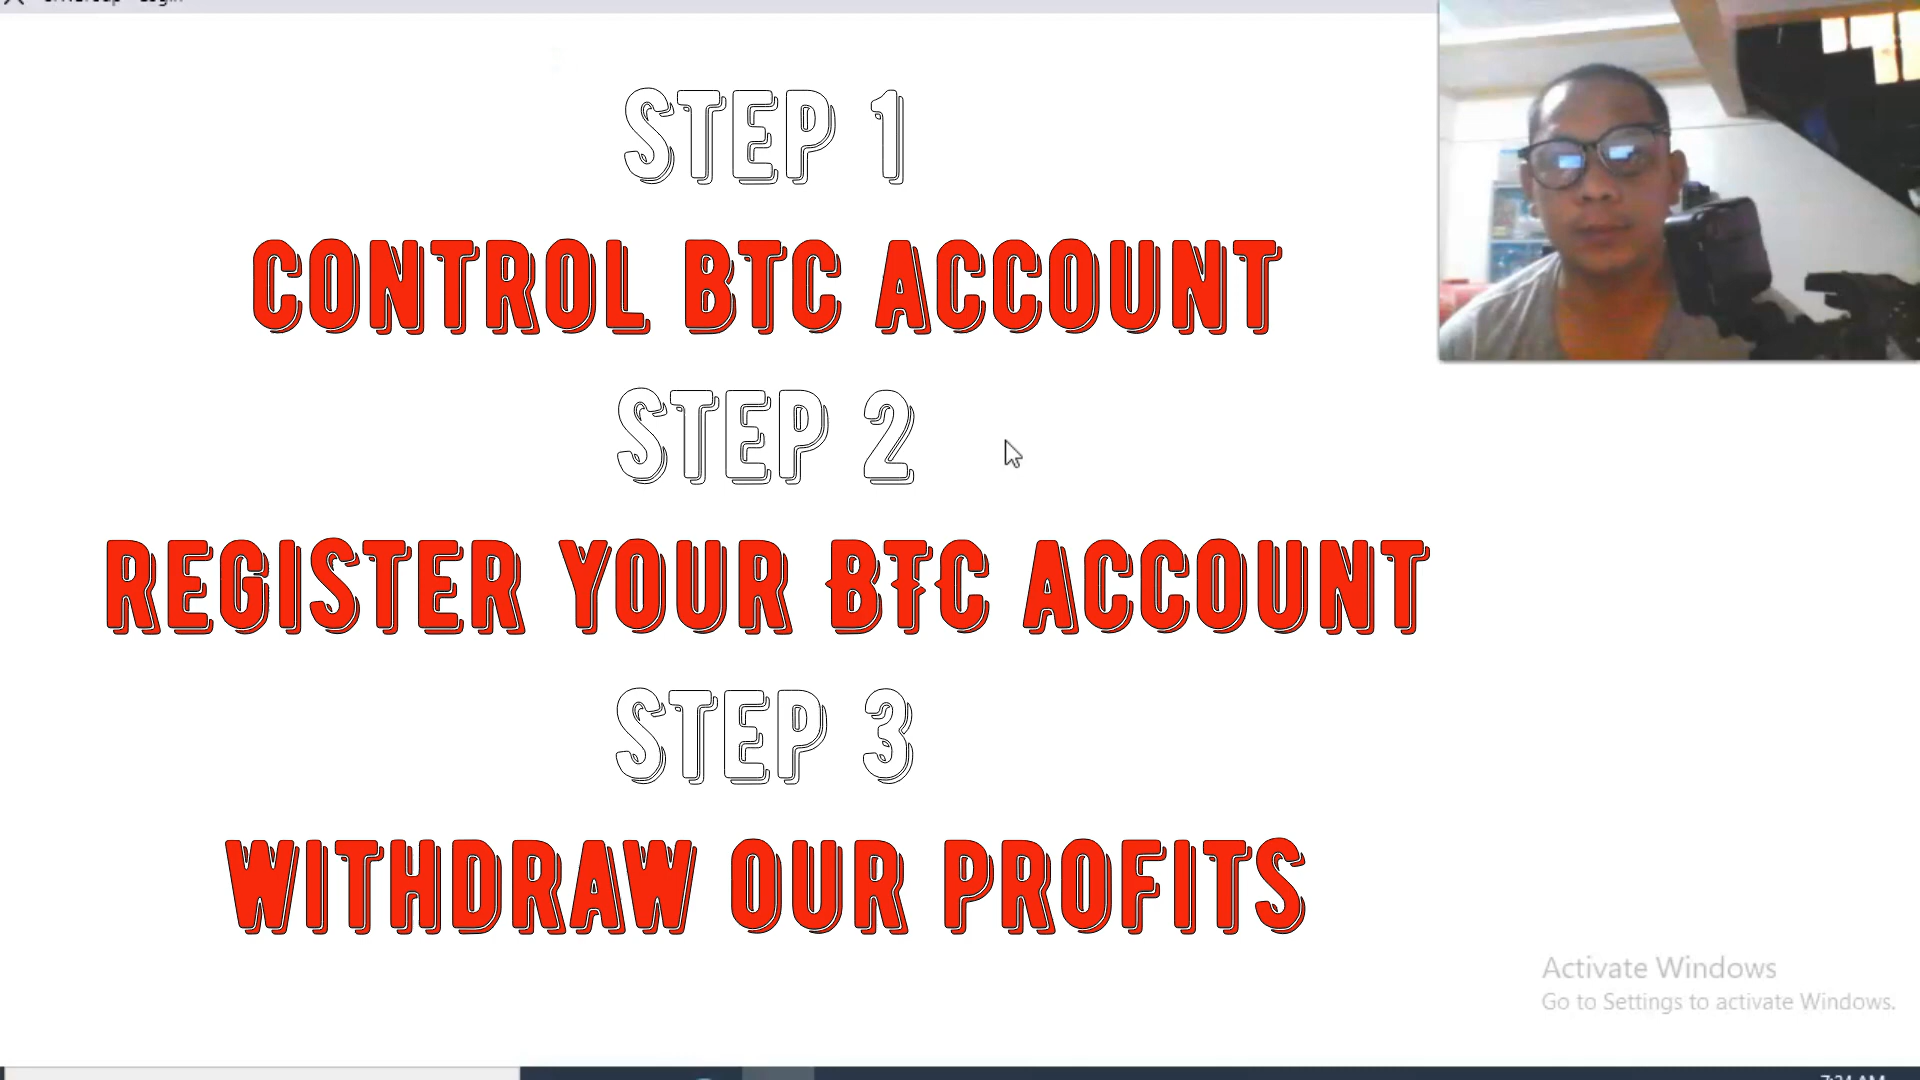 STEP 1
CONTROL BTC ACCOUNT
STEP 2
REGISTER YOUR BTC ACCOUNT
STEP 3
WITHDRAW OUR PROFITS
Activate Windows
Go to Settings to activate Windows.